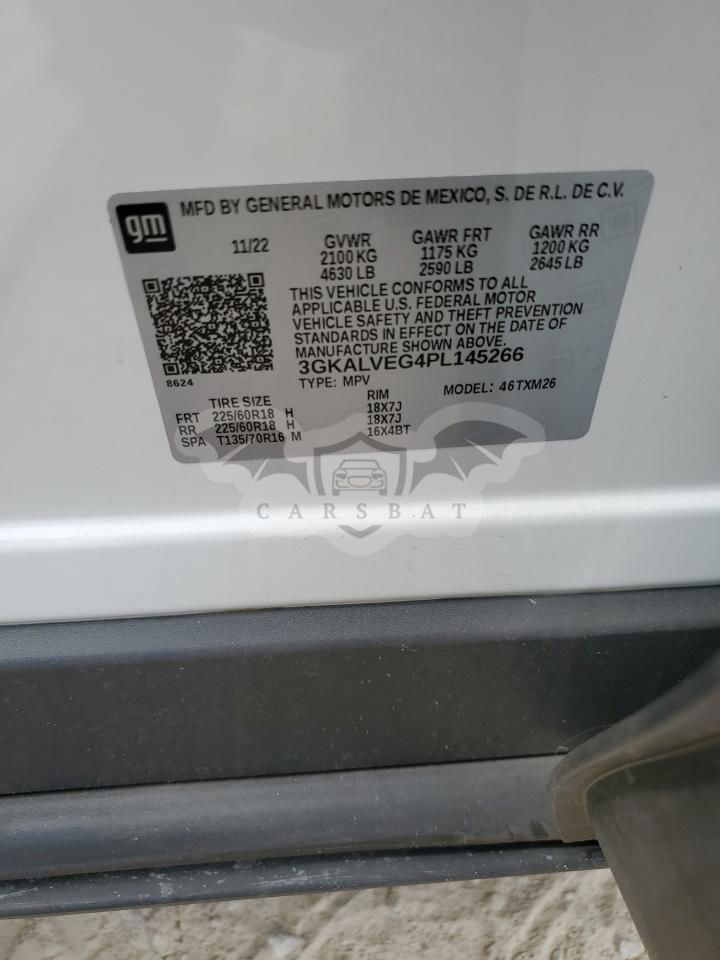 gm
MFD BY GENERAL MOTORS DE MEXICO, S. DE R.L. DE C.V.
11/22 GVWR GAWR FRT GAWR RR
2100 KG 1175 KG 1200 KG
4630 LB 2590 LB 2645 LB
THIS VEHICLE CONFORMS TO ALL
APPLICABLE U.S. FEDERAL MOTOR
VEHICLE SAFETY AND THEFT PREVENTION
STANDARDS IN EFFECT ON THE DATE OF
MANUFACTURE SHOWN ABOVE.
3GKALVEG4PL145266
8624
TYPE: MPV MODEL: 46TXM26
TIRE SIZE RIM
FRT 225/60R18 H 18X7J
RR 225/60R18 H 18X7J
SPA T135/70R16 M 16X4BT
CARSBAT